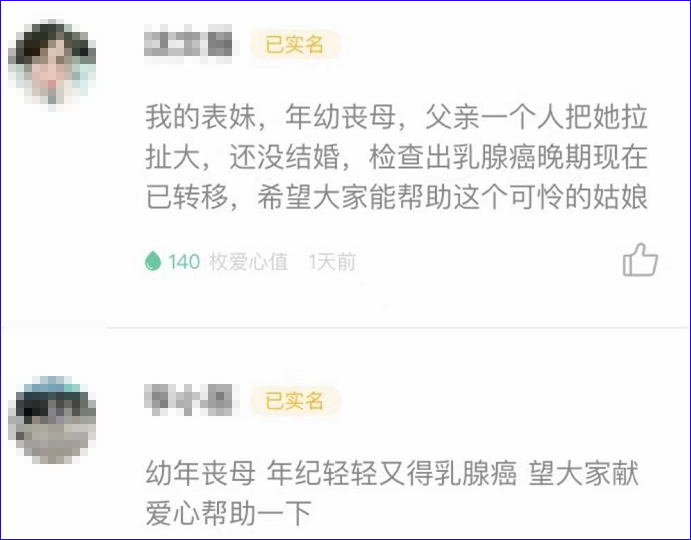 已实名
我的表妹，年幼丧母，父亲一个人把她拉
扯大，还没结婚，检查出乳腺癌晚期现在
已转移，希望大家能帮助这个可怜的姑娘
140 枚爱心值 1天前
已实名
幼年丧母 年纪轻轻又得乳腺癌 望大家献
爱心帮助一下